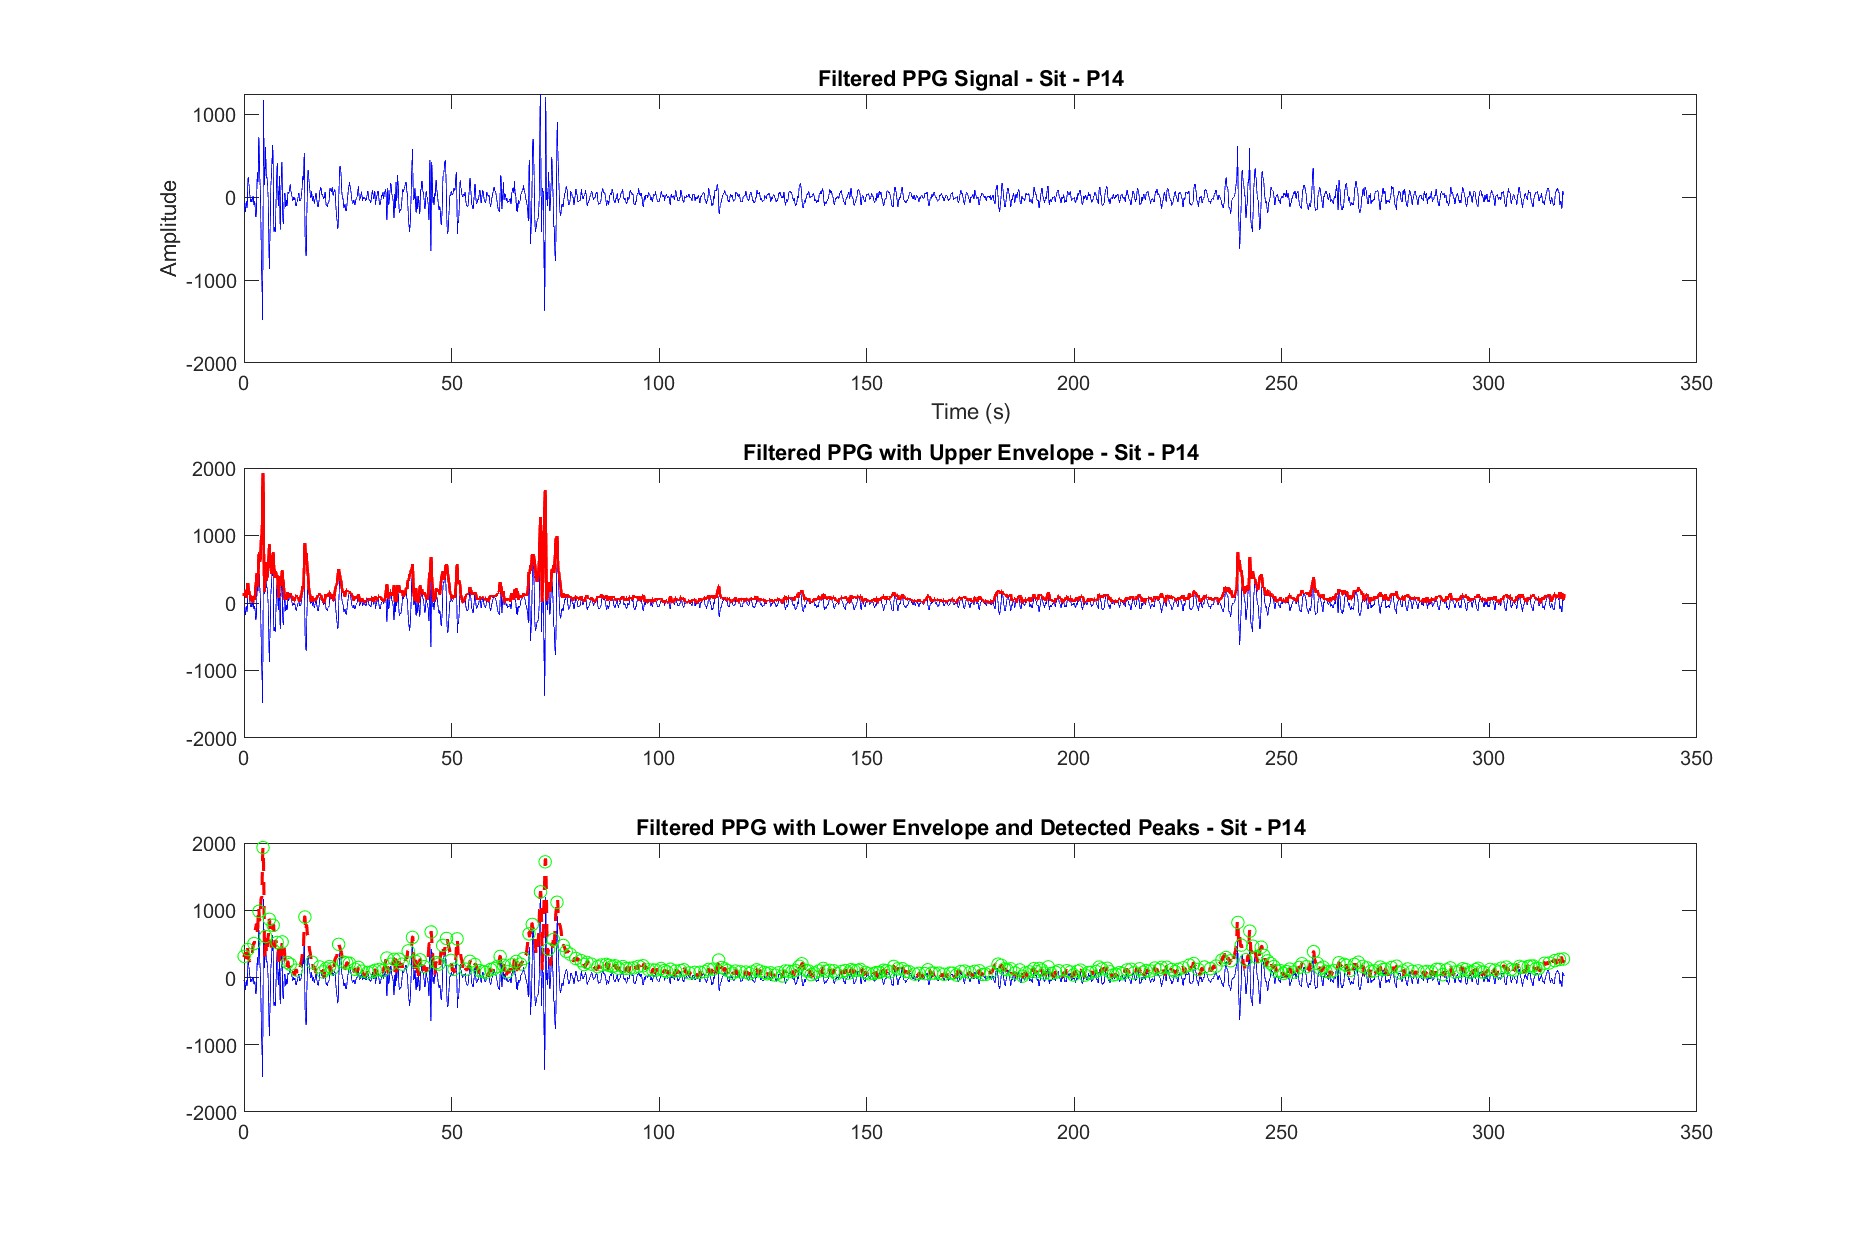 Filtered PPG Signal - Sit - P14
1000
0
-1000
-2000
Amplitude
0 50 100 150 200 250 300 350
Time (s)
Filtered PPG with Upper Envelope - Sit - P14
2000
1000
0
-1000
-2000
0 50 100 150 200 250 300 350
Filtered PPG with Lower Envelope and Detected Peaks - Sit - P14
2000
1000
0
-1000
-2000
0 50 100 150 200 250 300 350